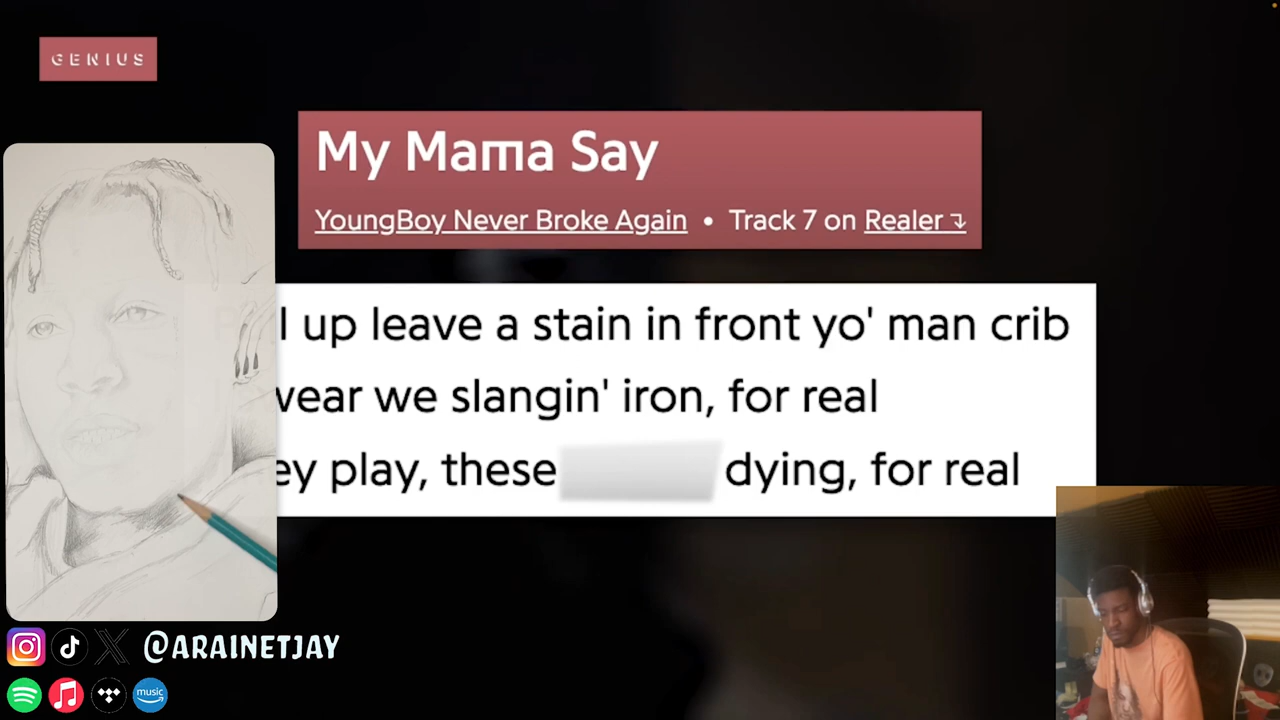 GENIUS
My Mama Say
YoungBoy Never Broke Again • Track 7 on Realer ↴
l up leave a stain in front yo' man crib
wear we slangin' iron, for real
ey play, these dying, for real
@ARAINETJAY
music